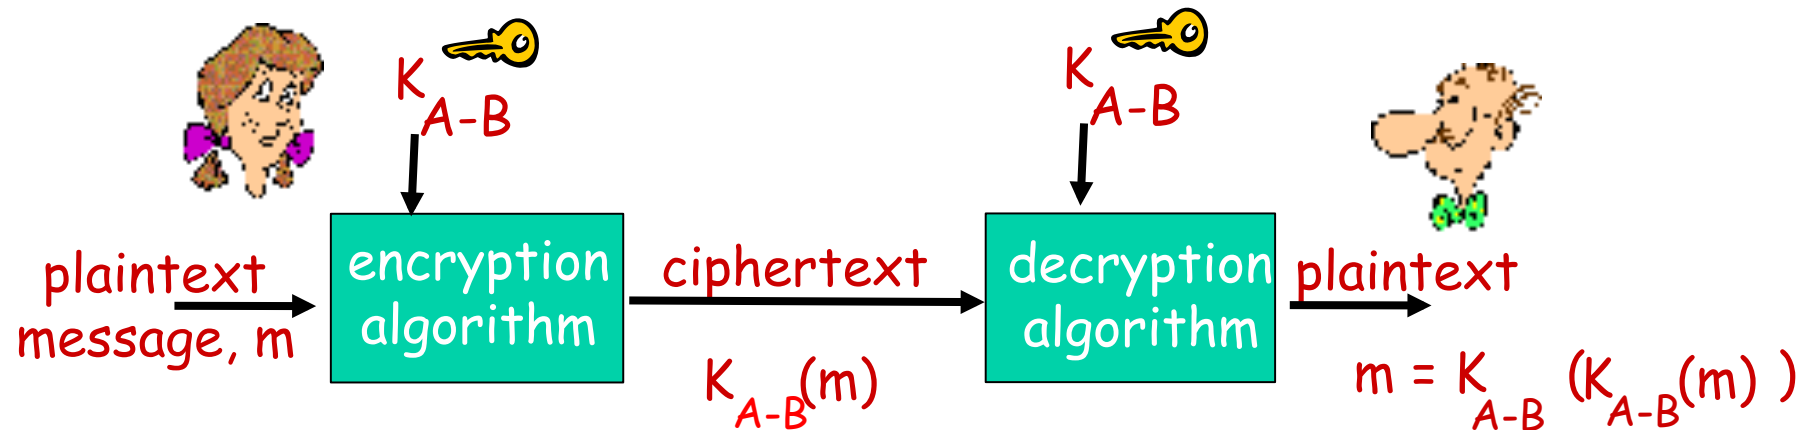 K A-B
K A-B
plaintext message, m
encryption algorithm
ciphertext
K A-B (m)
decryption algorithm
plaintext
m = K A-B (K A-B (m) )